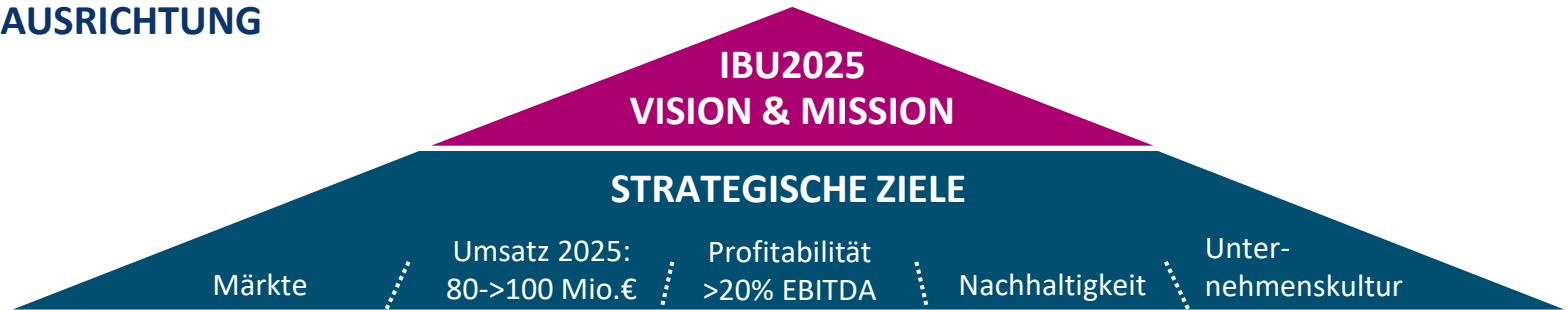 AUSRICHTUNG
IBU2025
VISION & MISSION
STRATEGISCHE ZIELE
Märkte
Umsatz 2025:
80->100 Mio.€
Profitabilität
>20% EBITDA
Nachhaltigkeit
Unter-
nehmenskultur